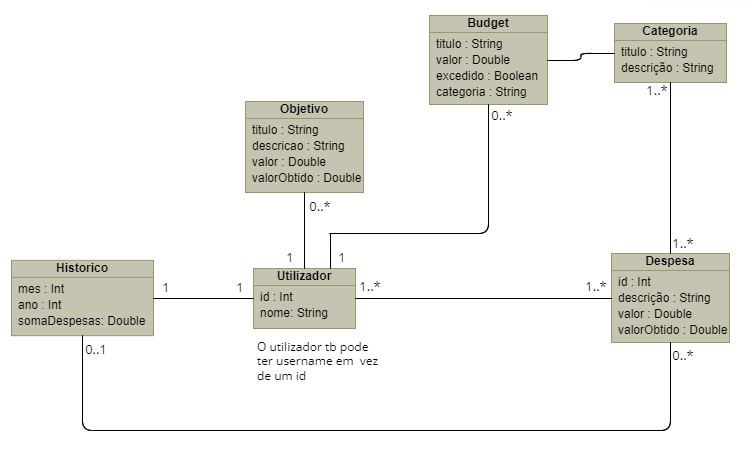 Budget
titulo : String
valor : Double
excedido : Boolean
categoria : String
0..*
Categoria
titulo : String
descrição : String
1..*
Objetivo
titulo : String
descricao : String
valor : Double
valorObtido : Double
0..*
1
1
Historico
mes : Int
ano : Int
somaDespesas: Double
1
1
0..1
Utilizador
id : Int
nome: String
1..*
1..*
O utilizador tb pode
ter username em vez
de um id
1..*
Despesa
id : Int
descrição : String
valor : Double
valorObtido : Double
0..*